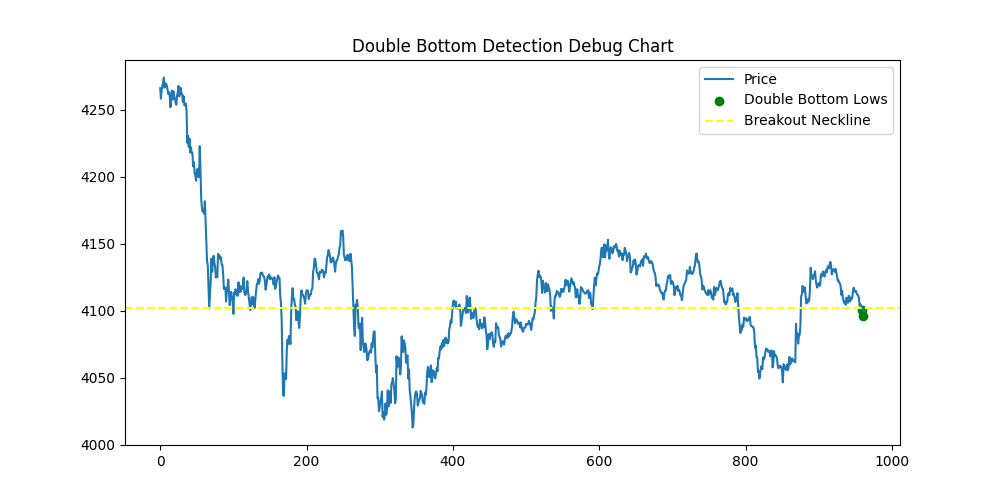 Double Bottom Detection Debug Chart
Price
Double Bottom Lows
Breakout Neckline
4250
4200
4150
4100
4050
4000
0 200 400 600 800 1000